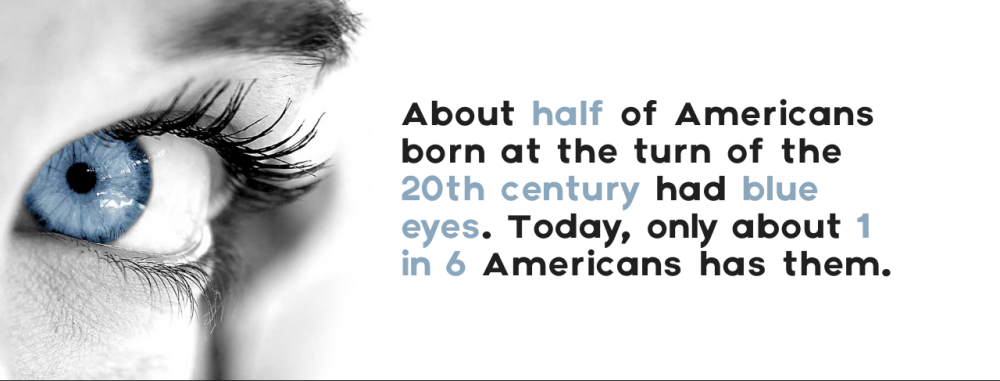 About half of Americans
born at the turn of the
20th century had blue
eyes. Today, only about 1
in 6 Americans has them.